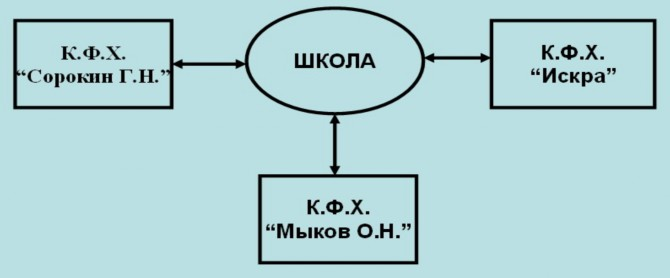 К.Ф.Х.
“Сорокин Г.Н.”
ШКОЛА
К.Ф.Х.
“Искра”
К.Ф.Х.
“Мыков О.Н.”